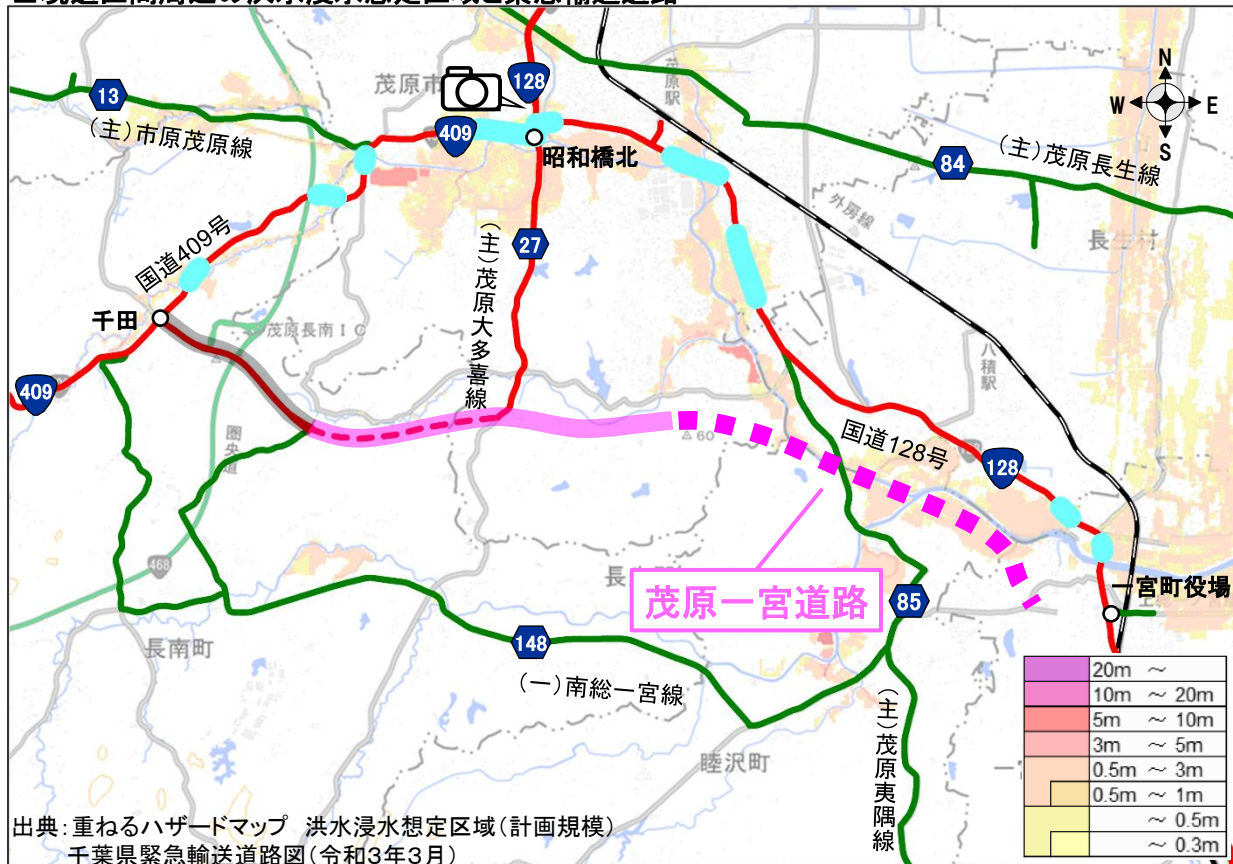 茂原市
128
N
W
E
S
13
(主)市原茂原線
409
昭和橋北
茂原駅
84
(主)茂原長生線
外房線
長生村
国道409号
27
(主)茂原大多喜線
千田
茂原長南IC
409
八積駅
圏央道
60
国道128号
128
468
茂原一宮道路
85
一宮町役場
長南町
148
(一)南総一宮線
(主)茂原夷隅線
睦沢町
20m ~
10m ~ 20m
5m ~ 10m
3m ~ 5m
0.5m ~ 3m
0.5m ~ 1m
~ 0.5m
~ 0.3m
出典:重ねるハザードマップ 洪水浸水想定区域(計画規模)
千葉県緊急輸送道路図(令和3年3月)